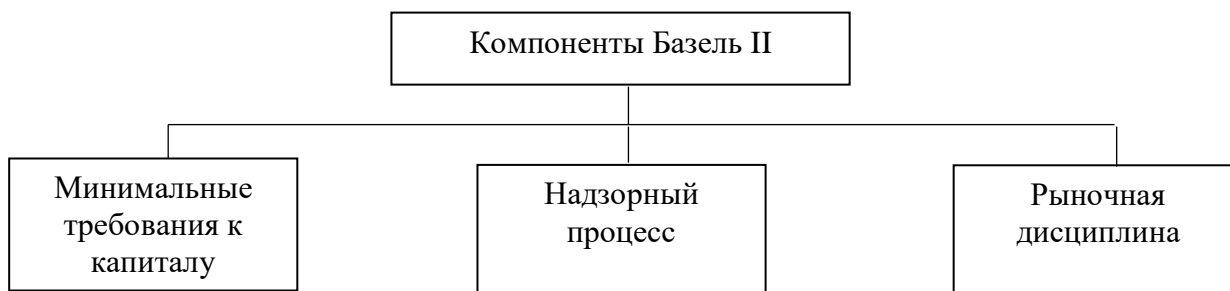 Компоненты Базель II
Минимальные
требования к
капиталу
Надзорный
процесс
Рыночная
дисциплина